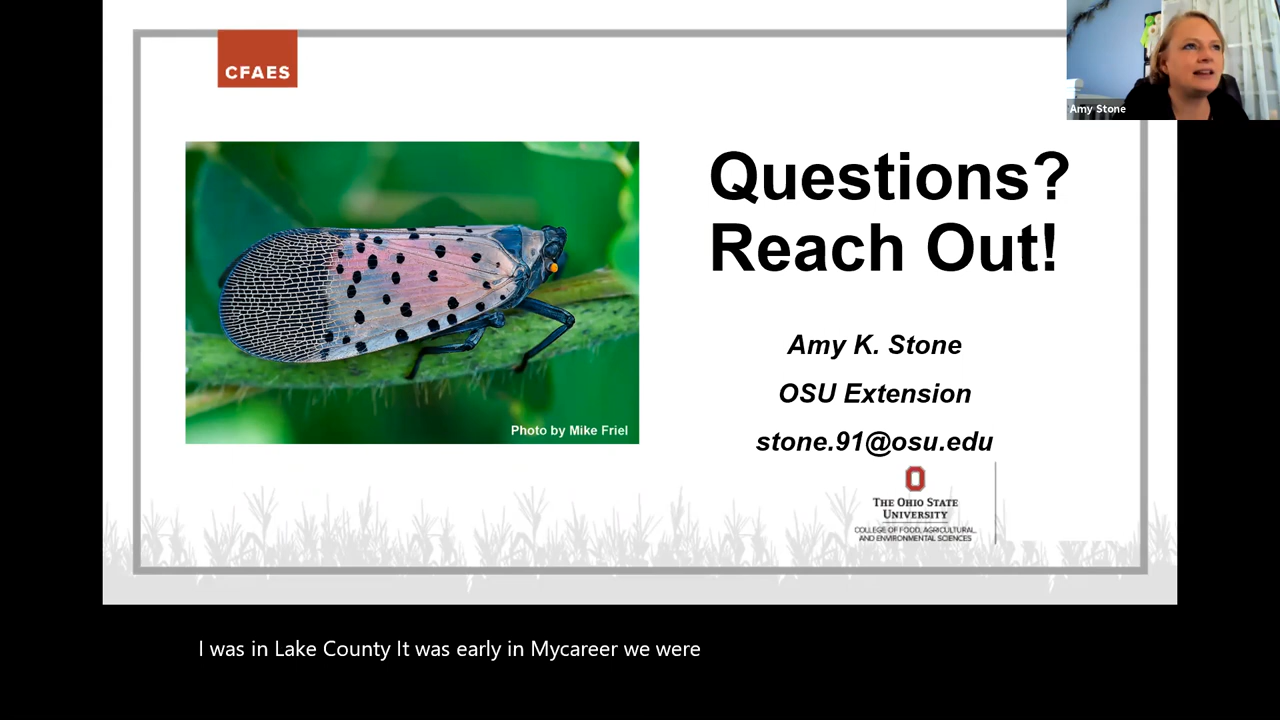 CFAES
Amy Stone
Questions?
Reach Out!
Amy K. Stone
OSU Extension
stone.91@osu.edu
Photo by Mike Friel
THE OHIO STATE
UNIVERSITY
COLLEGE OF FOOD, AGRICULTURAL,
AND ENVIRONMENTAL SCIENCES
I was in Lake County It was early in Mycareer we were